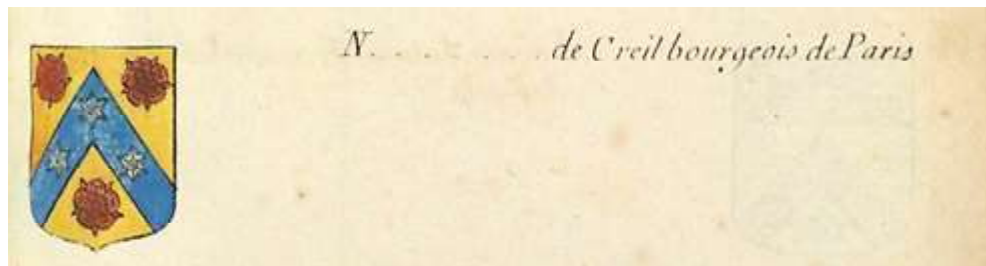 N. . . . . . . . de Creil bourgeois de Paris